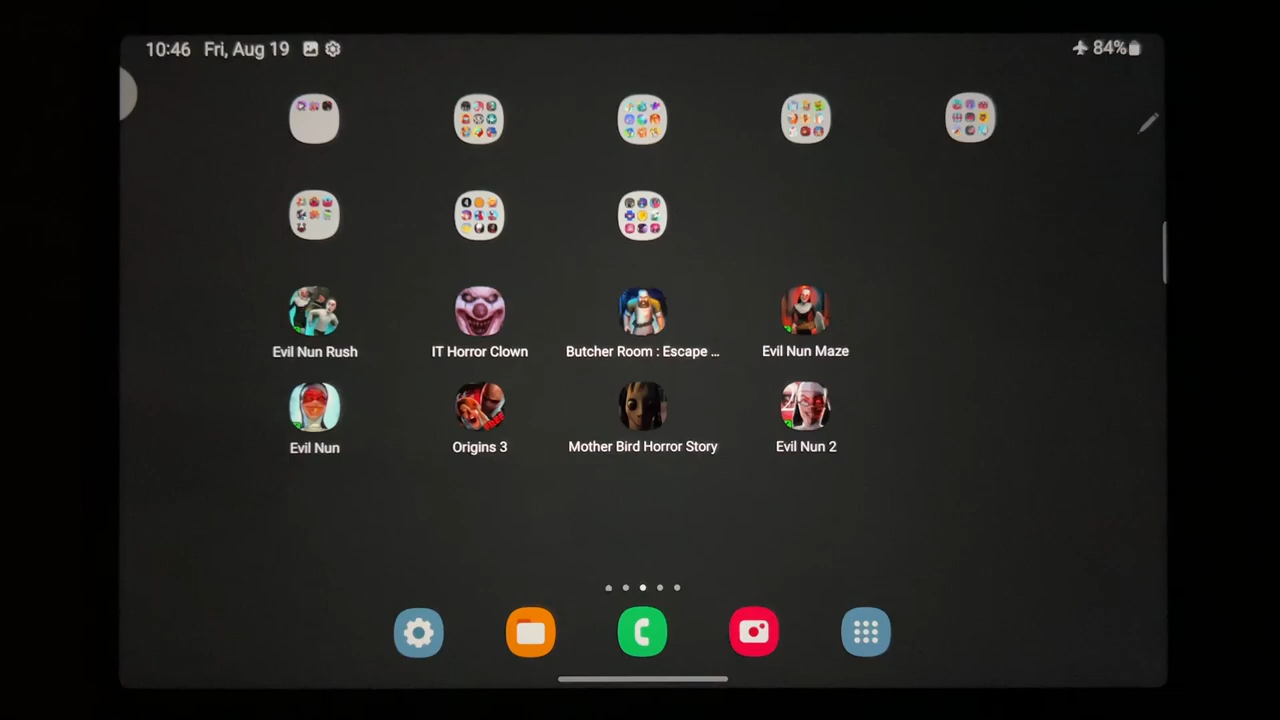 10:46 Fri, Aug 19 84%
Evil Nun Rush IT Horror Clown Butcher Room : Escape ... Evil Nun Maze
Evil Nun Origins 3 Mother Bird Horror Story Evil Nun 2